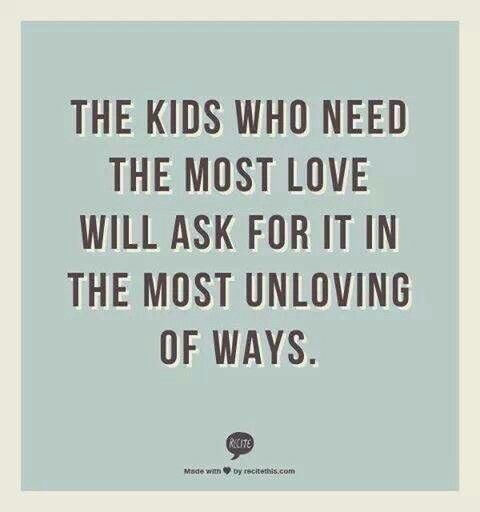 THE KIDS WHO NEED
THE MOST LOVE
WILL ASK FOR IT IN
THE MOST UNLOVING
OF WAYS.
RECITE
Made with ♥ by recitethis.com